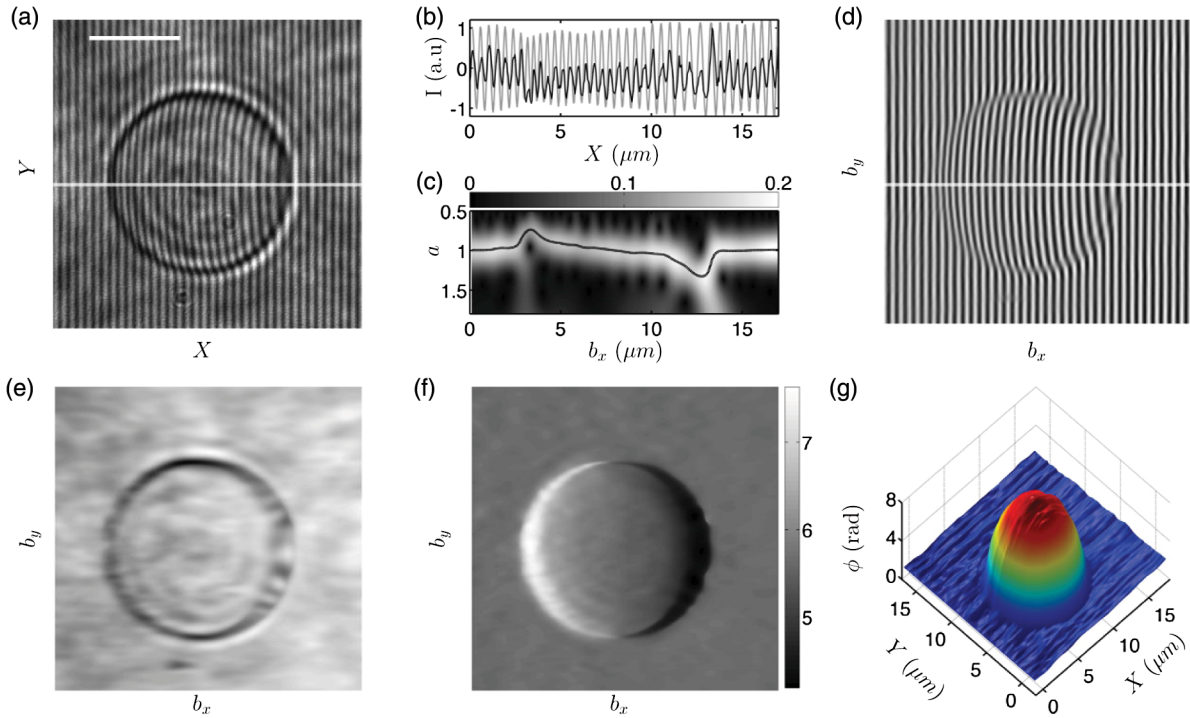 (a)
Y
X
(b)
I (a.u)
1
0
-1
0 5 10 15
X (μm)
(c)
0 0.1 0.2
a
0.5
1
1.5
0 5 10 15
b_x (μm)
(d)
b_y
b_x
(e)
b_y
b_x
(f)
b_y
b_x
7
6
5
(g)
φ (rad)
8
4
0
15
10
5
0
Y (μm)
0
5
10
15
X (μm)